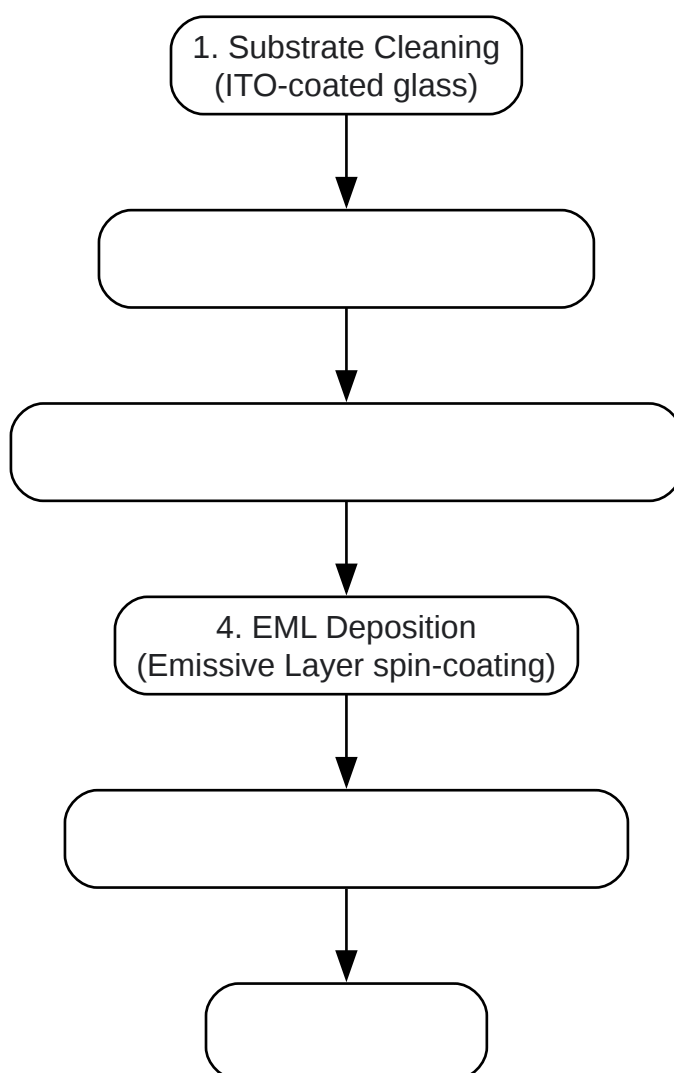 1. Substrate Cleaning
(ITO-coated glass)
4. EML Deposition
(Emissive Layer spin-coating)